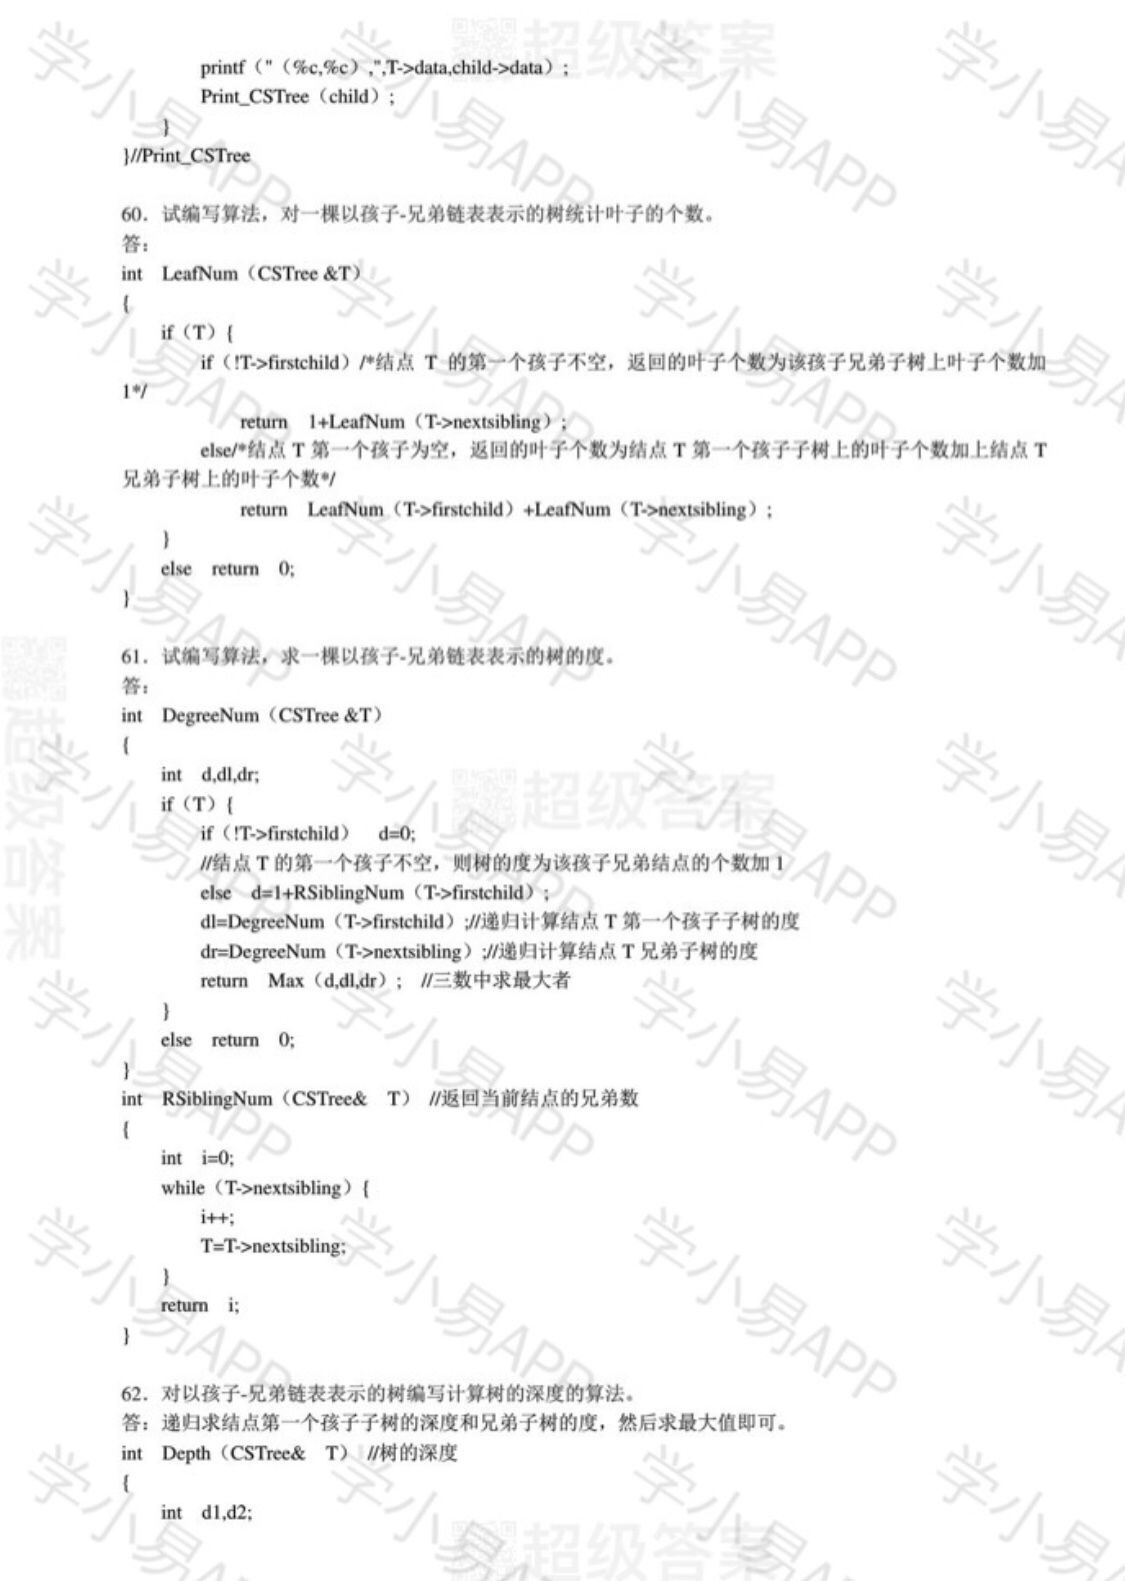 printf（"（%c,%c）,",T->data,child->data）;
Print_CSTree（child）;
}
}//Print_CSTree
60．试编写算法，对一棵以孩子-兄弟链表表示的树统计叶子的个数。
答：
int LeafNum（CSTree &T）
{
if（T）{
if（!T->firstchild）/*结点 T 的第一个孩子不空，返回的叶子个数为该孩子兄弟子树上叶子个数加
1*/
return 1+LeafNum（T->nextsibling）;
else/*结点 T 第一个孩子为空，返回的叶子个数为结点 T 第一个孩子子树上的叶子个数加上结点 T
兄弟子树上的叶子个数*/
return LeafNum（T->firstchild）+LeafNum（T->nextsibling）;
}
else return 0;
}
61．试编写算法，求一棵以孩子-兄弟链表表示的树的度。
答：
int DegreeNum（CSTree &T）
{
int d,dl,dr;
if（T）{
if（!T->firstchild） d=0;
//结点 T 的第一个孩子不空，则树的度为该孩子兄弟结点的个数加 1
else d=1+RSiblingNum（T->firstchild）;
dl=DegreeNum（T->firstchild）;//递归计算结点 T 第一个孩子子树的度
dr=DegreeNum（T->nextsibling）;//递归计算结点 T 兄弟子树的度
return Max（d,dl,dr）; //三数中求最大者
}
else return 0;
}
int RSiblingNum（CSTree& T） //返回当前结点的兄弟数
{
int i=0;
while（T->nextsibling）{
i++;
T=T->nextsibling;
}
return i;
}
62．对以孩子-兄弟链表表示的树编写计算树的深度的算法。
答：递归求结点第一个孩子子树的深度和兄弟子树的度，然后求最大值即可。
int Depth（CSTree& T） //树的深度
{
int d1,d2;
学小易APP
超级答案